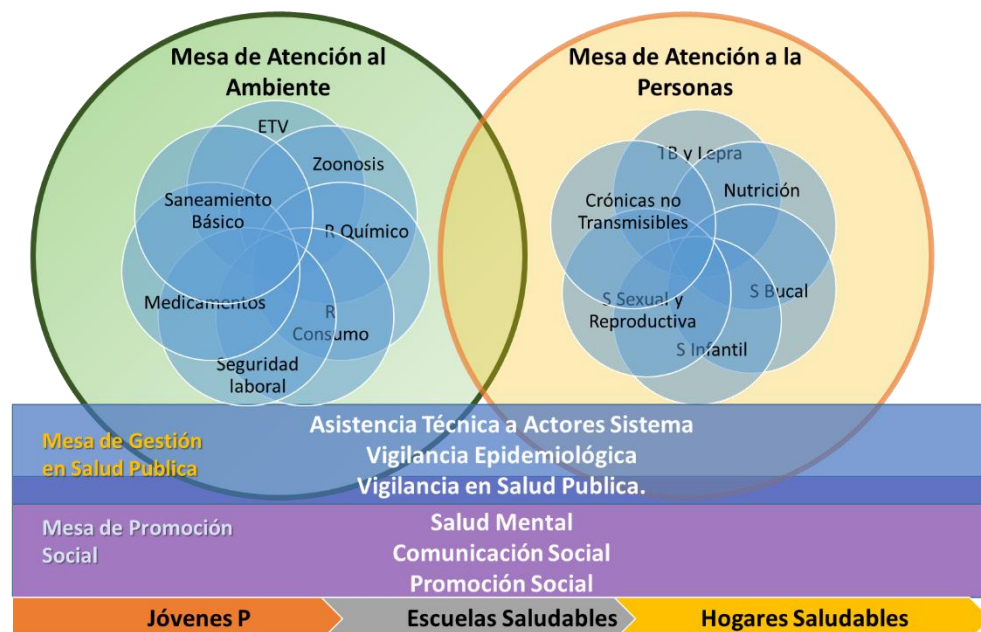 Mesa de Atención al
Ambiente
Mesa de Atención a la
Personas
ETV
Zoonosis
Saneamiento
Básico
R Químico
Medicamentos
R
Consumo
Seguridad
laboral
TB y Lepra
Nutrición
Crónicas no
Transmisibles
S Bucal
S Sexual y
Reproductiva
S Infantil
Mesa de Gestión
en Salud Publica
Asistencia Técnica a Actores Sistema
Vigilancia Epidemiológica
Vigilancia en Salud Publica.
Mesa de Promoción
Social
Salud Mental
Comunicación Social
Promoción Social
Jóvenes P
Escuelas Saludables
Hogares Saludables